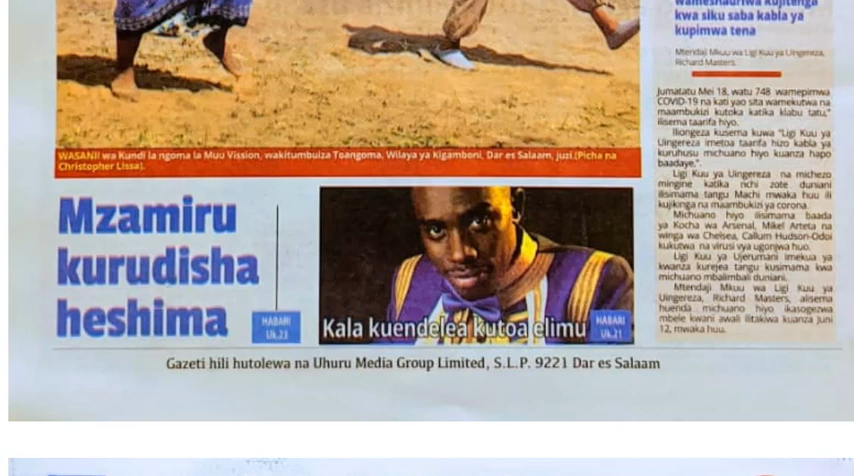 wameshauriwa kujitenga
kwa siku saba kabla ya
kupimwa tena
Mtendaji Mkuu wa Ligi Kuu ya Uingereza,
Richard Masters.
Jumatatu Mei 18, watu 748 wamepimwa
COVID-19 na kati yao sita wamekutwa na
maambukizi kutoka katika klabu tatu,"
ilisema taarifa hiyo.
Iliongeza kusema kuwa "Ligi Kuu ya
Uingereza imetoa taarifa hizo kabla ya
kuruhusu michuano hiyo kuanza hapo
baadaye,".
Ligi Kuu ya Uingereza na michezo
mingine katika nchi zote duniani
ilisimama tangu Machi mwaka huu ili
kujikinga na maambukizi ya corona.
Michuano hiyo ilisimama baada
ya Kocha wa Arsenal, Mikel Arteta na
winga wa Chelsea, Callum Hudson-Odoi
kukutwa na virusi vya ugonjwa huo.
Ligi Kuu ya Ujerumani imekua ya
kwanza kurejea tangu kusimama kwa
michuano mbalimbali duniani.
Mtendaji Mkuu wa Ligi Kuu ya
Uingereza, Richard Masters, alisema
huenda michuano hiyo ikasogezwa
mbele kwani awali ilitakiwa kuanza Juni
12, mwaka huu.
WASANII wa Kundi la ngoma la Muu Vission, wakitumbuiza Toangoma, Wilaya ya Kigamboni, Dar es Salaam, juzi.(Picha na
Christopher Lissa).
Mzamiru
kurudisha
heshima
HABARI
Uk.23
Kala kuendelea kutoa elimu
HABARI
Uk.21
Gazeti hili hutolewa na Uhuru Media Group Limited, S.L.P. 9221 Dar es Salaam